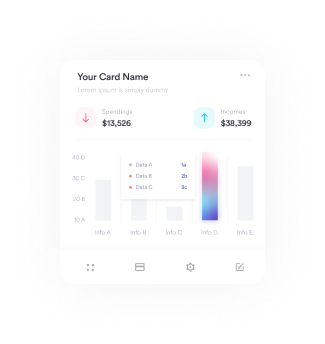 Your Card Name
Lorem Ipsum is simply dummy
Spendings
$13,526
Incomes
$38,399
40 D
30 C
20 B
10 A
Data A 1a
Data B 2b
Data C 3c
Info A Info B Info C Info D Info E